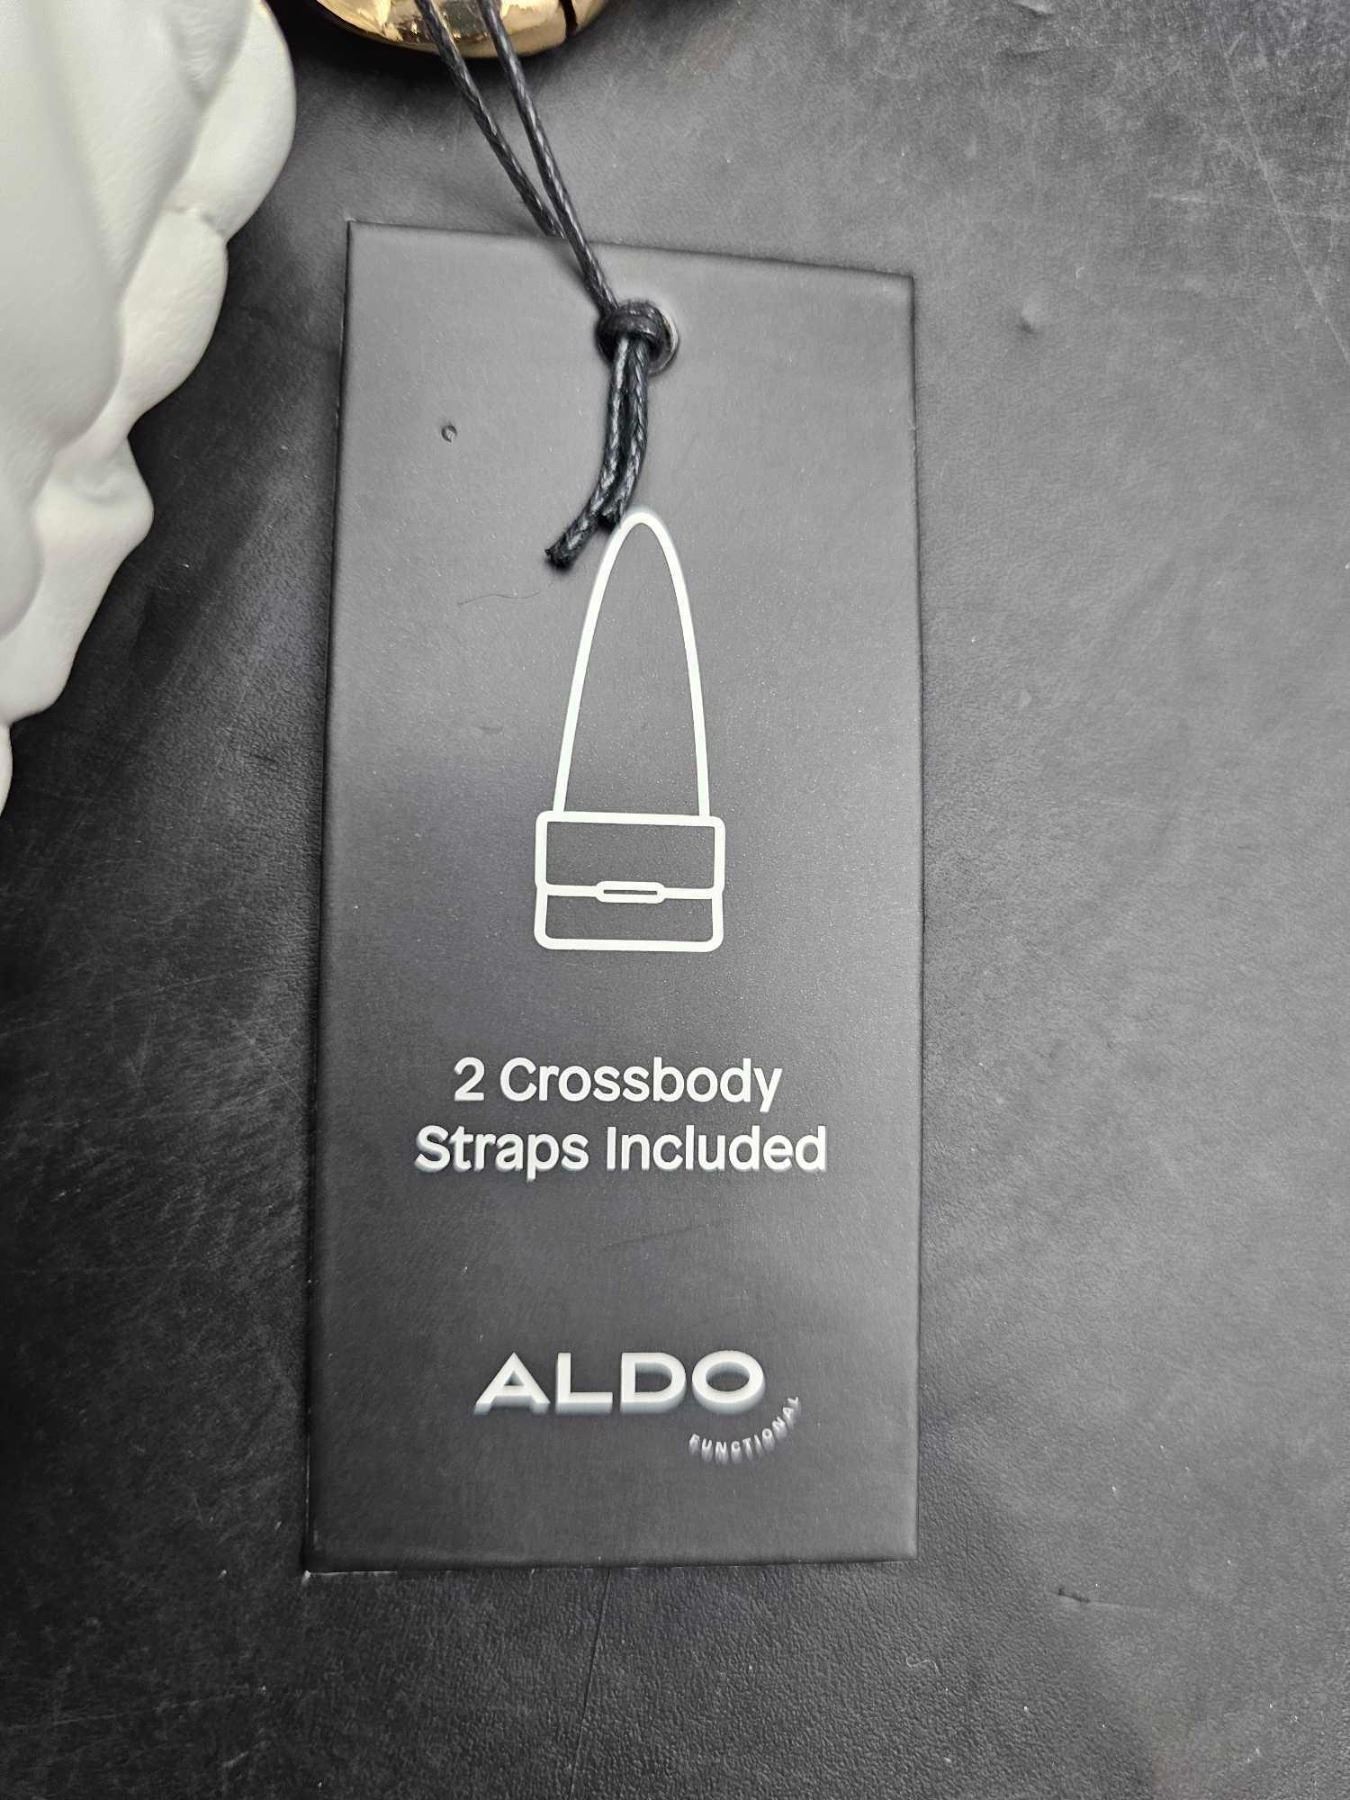 2 Crossbody
Straps Included
ALDO
FUNCTIONAL